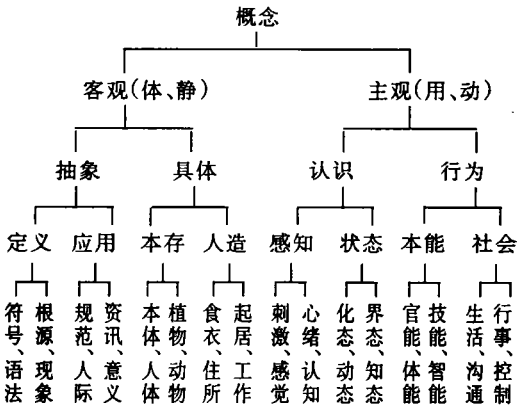 概念
客观(体、静) 主观(用、动)
抽象 具体 认识 行为
定义 应用 本存 人造 感知 状态 本能 社会
符号、语法 根源、现象 规范、人际 资讯、意义 本体、人体 植物、动物 食衣、住所 起居、工作 刺激、感觉 心绪、认知 化态、动态 界态、知态 官能、体能 技能、智能 生活、沟通 行事、控制